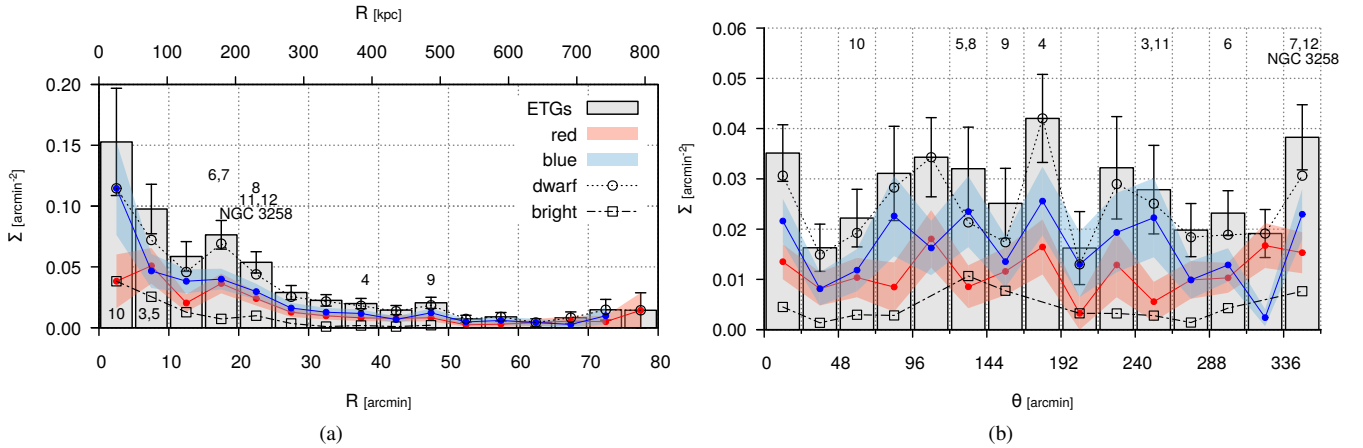 R [kpc]
0 100 200 300 400 500 600 700 800
Σ [arcmin⁻²]
0.20
0.15
0.10
0.05
0.00
ETGs
red
blue
dwarf
bright
6,7
8
11,12
NGC 3258
4
9
10
3,5
0 10 20 30 40 50 60 70 80
R [arcmin]
(a)
Σ [arcmin⁻²]
0.06
0.05
0.04
0.03
0.02
0.01
0.00
10
5,8
9
4
3,11
6
7,12
NGC 3258
0 48 96 144 192 240 288 336
θ [arcmin]
(b)